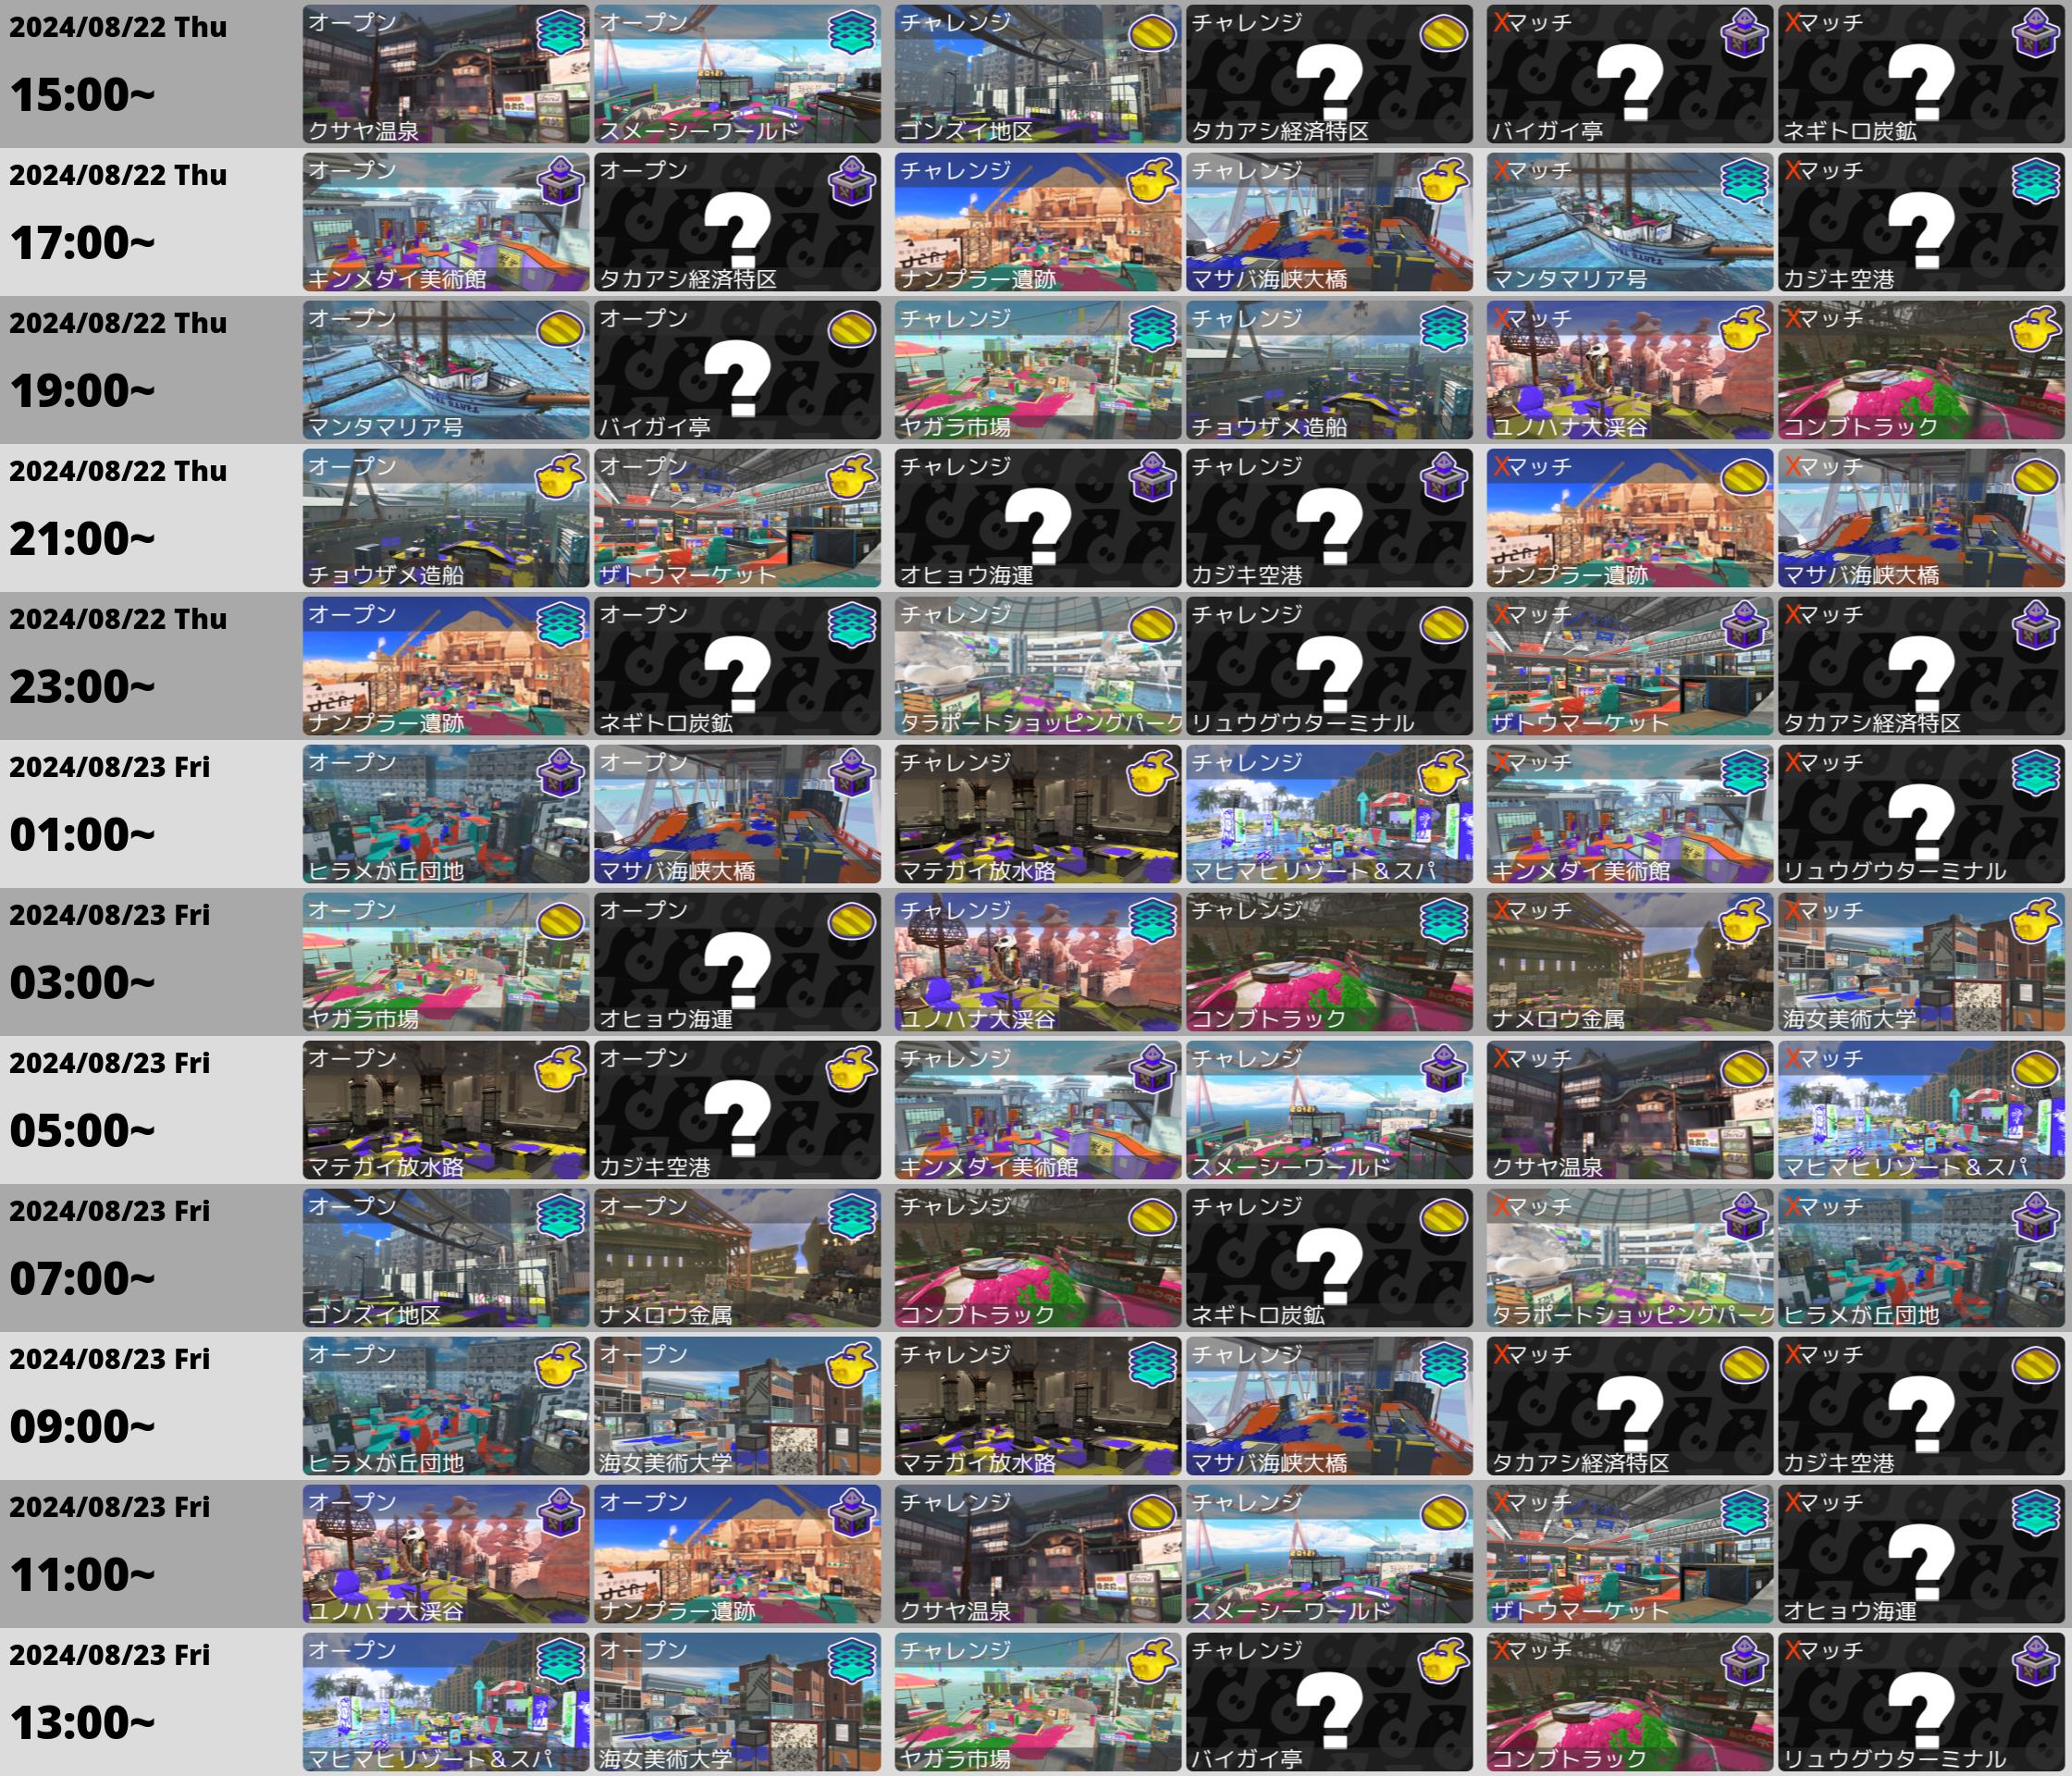 2024/08/22 Thu
15:00~
オープン
クサヤ温泉
オープン
スメーシーワールド
チャレンジ
ゴンズイ地区
チャレンジ
タカアシ経済特区
Xマッチ
バイガイ亭
Xマッチ
ネギトロ炭鉱
2024/08/22 Thu
17:00~
オープン
キンメダイ美術館
オープン
タカアシ経済特区
チャレンジ
ナンプラー遺跡
チャレンジ
マサバ海峡大橋
Xマッチ
マンタマリア号
Xマッチ
カジキ空港
2024/08/22 Thu
19:00~
オープン
マンタマリア号
オープン
バイガイ亭
チャレンジ
ヤガラ市場
チャレンジ
チョウザメ造船
Xマッチ
ユノハナ大渓谷
Xマッチ
コンブトラック
2024/08/22 Thu
21:00~
オープン
チョウザメ造船
オープン
ザトウマーケット
チャレンジ
オヒョウ海運
チャレンジ
カジキ空港
Xマッチ
ナンプラー遺跡
Xマッチ
マサバ海峡大橋
2024/08/22 Thu
23:00~
オープン
ナンプラー遺跡
オープン
ネギトロ炭鉱
チャレンジ
タラポートショッピングパーク
チャレンジ
リュウグウターミナル
Xマッチ
ザトウマーケット
Xマッチ
タカアシ経済特区
2024/08/23 Fri
01:00~
オープン
ヒラメが丘団地
オープン
マサバ海峡大橋
チャレンジ
マテガイ放水路
チャレンジ
マヒマヒリゾート＆スパ
Xマッチ
キンメダイ美術館
Xマッチ
リュウグウターミナル
2024/08/23 Fri
03:00~
オープン
ヤガラ市場
オープン
オヒョウ海運
チャレンジ
ユノハナ大渓谷
チャレンジ
コンブトラック
Xマッチ
ナメロウ金属
Xマッチ
海女美術大学
2024/08/23 Fri
05:00~
オープン
マテガイ放水路
オープン
カジキ空港
チャレンジ
キンメダイ美術館
チャレンジ
スメーシーワールド
Xマッチ
クサヤ温泉
Xマッチ
マヒマヒリゾート＆スパ
2024/08/23 Fri
07:00~
オープン
ゴンズイ地区
オープン
ナメロウ金属
チャレンジ
コンブトラック
チャレンジ
ネギトロ炭鉱
Xマッチ
タラポートショッピングパーク
Xマッチ
ヒラメが丘団地
2024/08/23 Fri
09:00~
オープン
ヒラメが丘団地
オープン
海女美術大学
チャレンジ
マテガイ放水路
チャレンジ
マサバ海峡大橋
Xマッチ
タカアシ経済特区
Xマッチ
カジキ空港
2024/08/23 Fri
11:00~
オープン
ユノハナ大渓谷
オープン
ナンプラー遺跡
チャレンジ
クサヤ温泉
チャレンジ
スメーシーワールド
Xマッチ
ザトウマーケット
Xマッチ
オヒョウ海運
2024/08/23 Fri
13:00~
オープン
マヒマヒリゾート＆スパ
オープン
海女美術大学
チャレンジ
ヤガラ市場
チャレンジ
バイガイ亭
Xマッチ
コンブトラック
Xマッチ
リュウグウターミナル